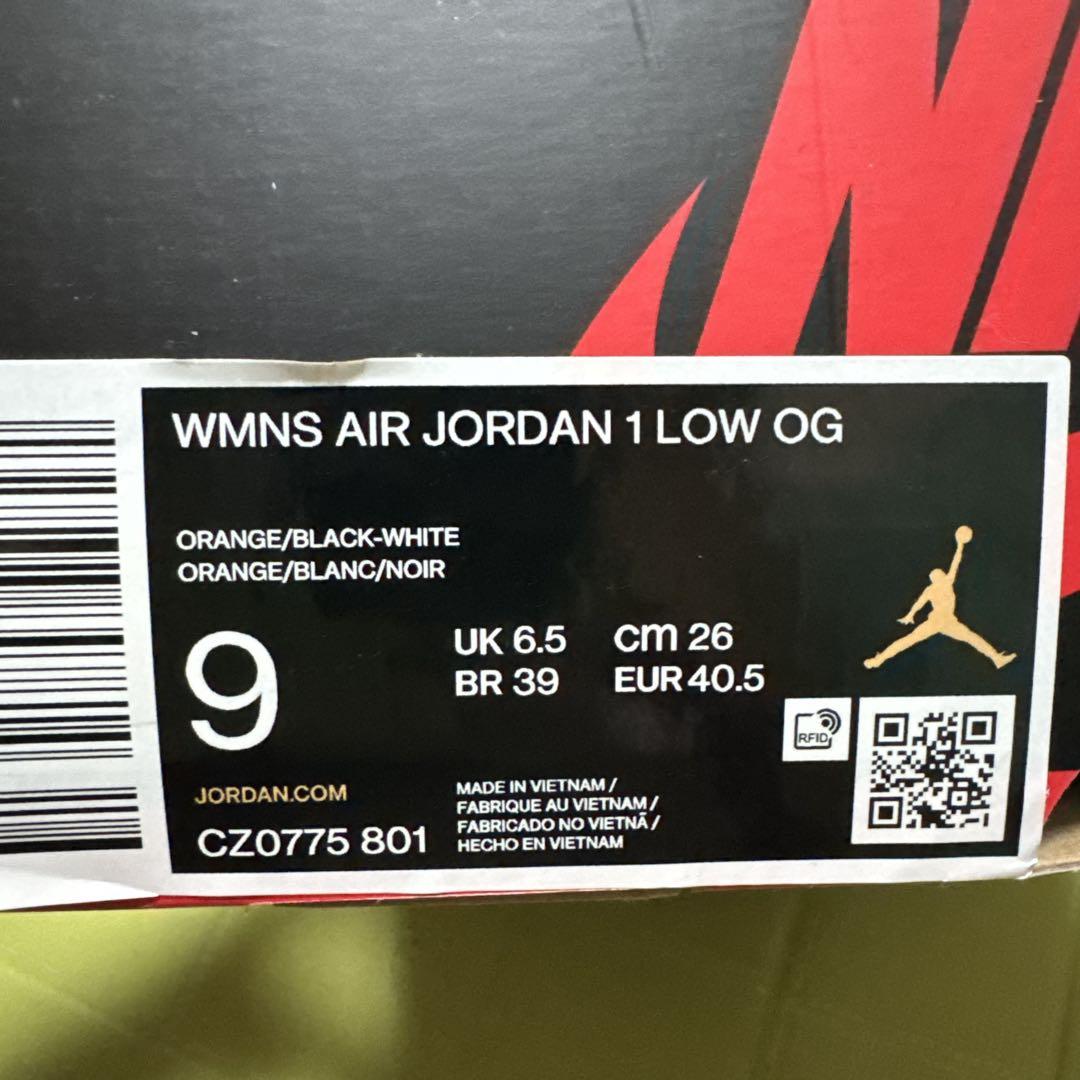 WMNS AIR JORDAN 1 LOW OG
ORANGE/BLACK-WHITE
ORANGE/BLANC/NOIR
9
UK 6.5 cm 26
BR 39 EUR 40.5
RFID
JORDAN.COM
CZ0775 801
MADE IN VIETNAM /
FABRIQUE AU VIETNAM /
FABRICADO NO VIETNÃ /
HECHO EN VIETNAM